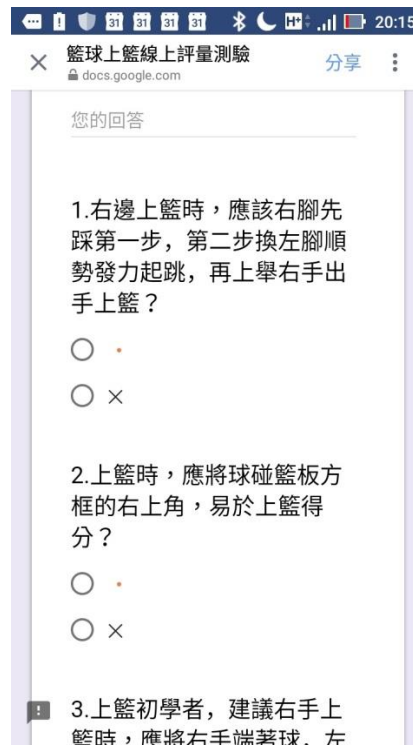 31 31 31 31 H+ 20:15
籃球上籃線上評量測驗
分享
docs.google.com
您的回答
1.右邊上籃時，應該右腳先
踩第一步，第二步換左腳順
勢發力起跳，再上舉右手出
手上籃？
×
2.上籃時，應將球碰籃板方
框的右上角，易於上籃得
分？
×
3.上籃初學者，建議右手上
籃時，應將右手端著球，左